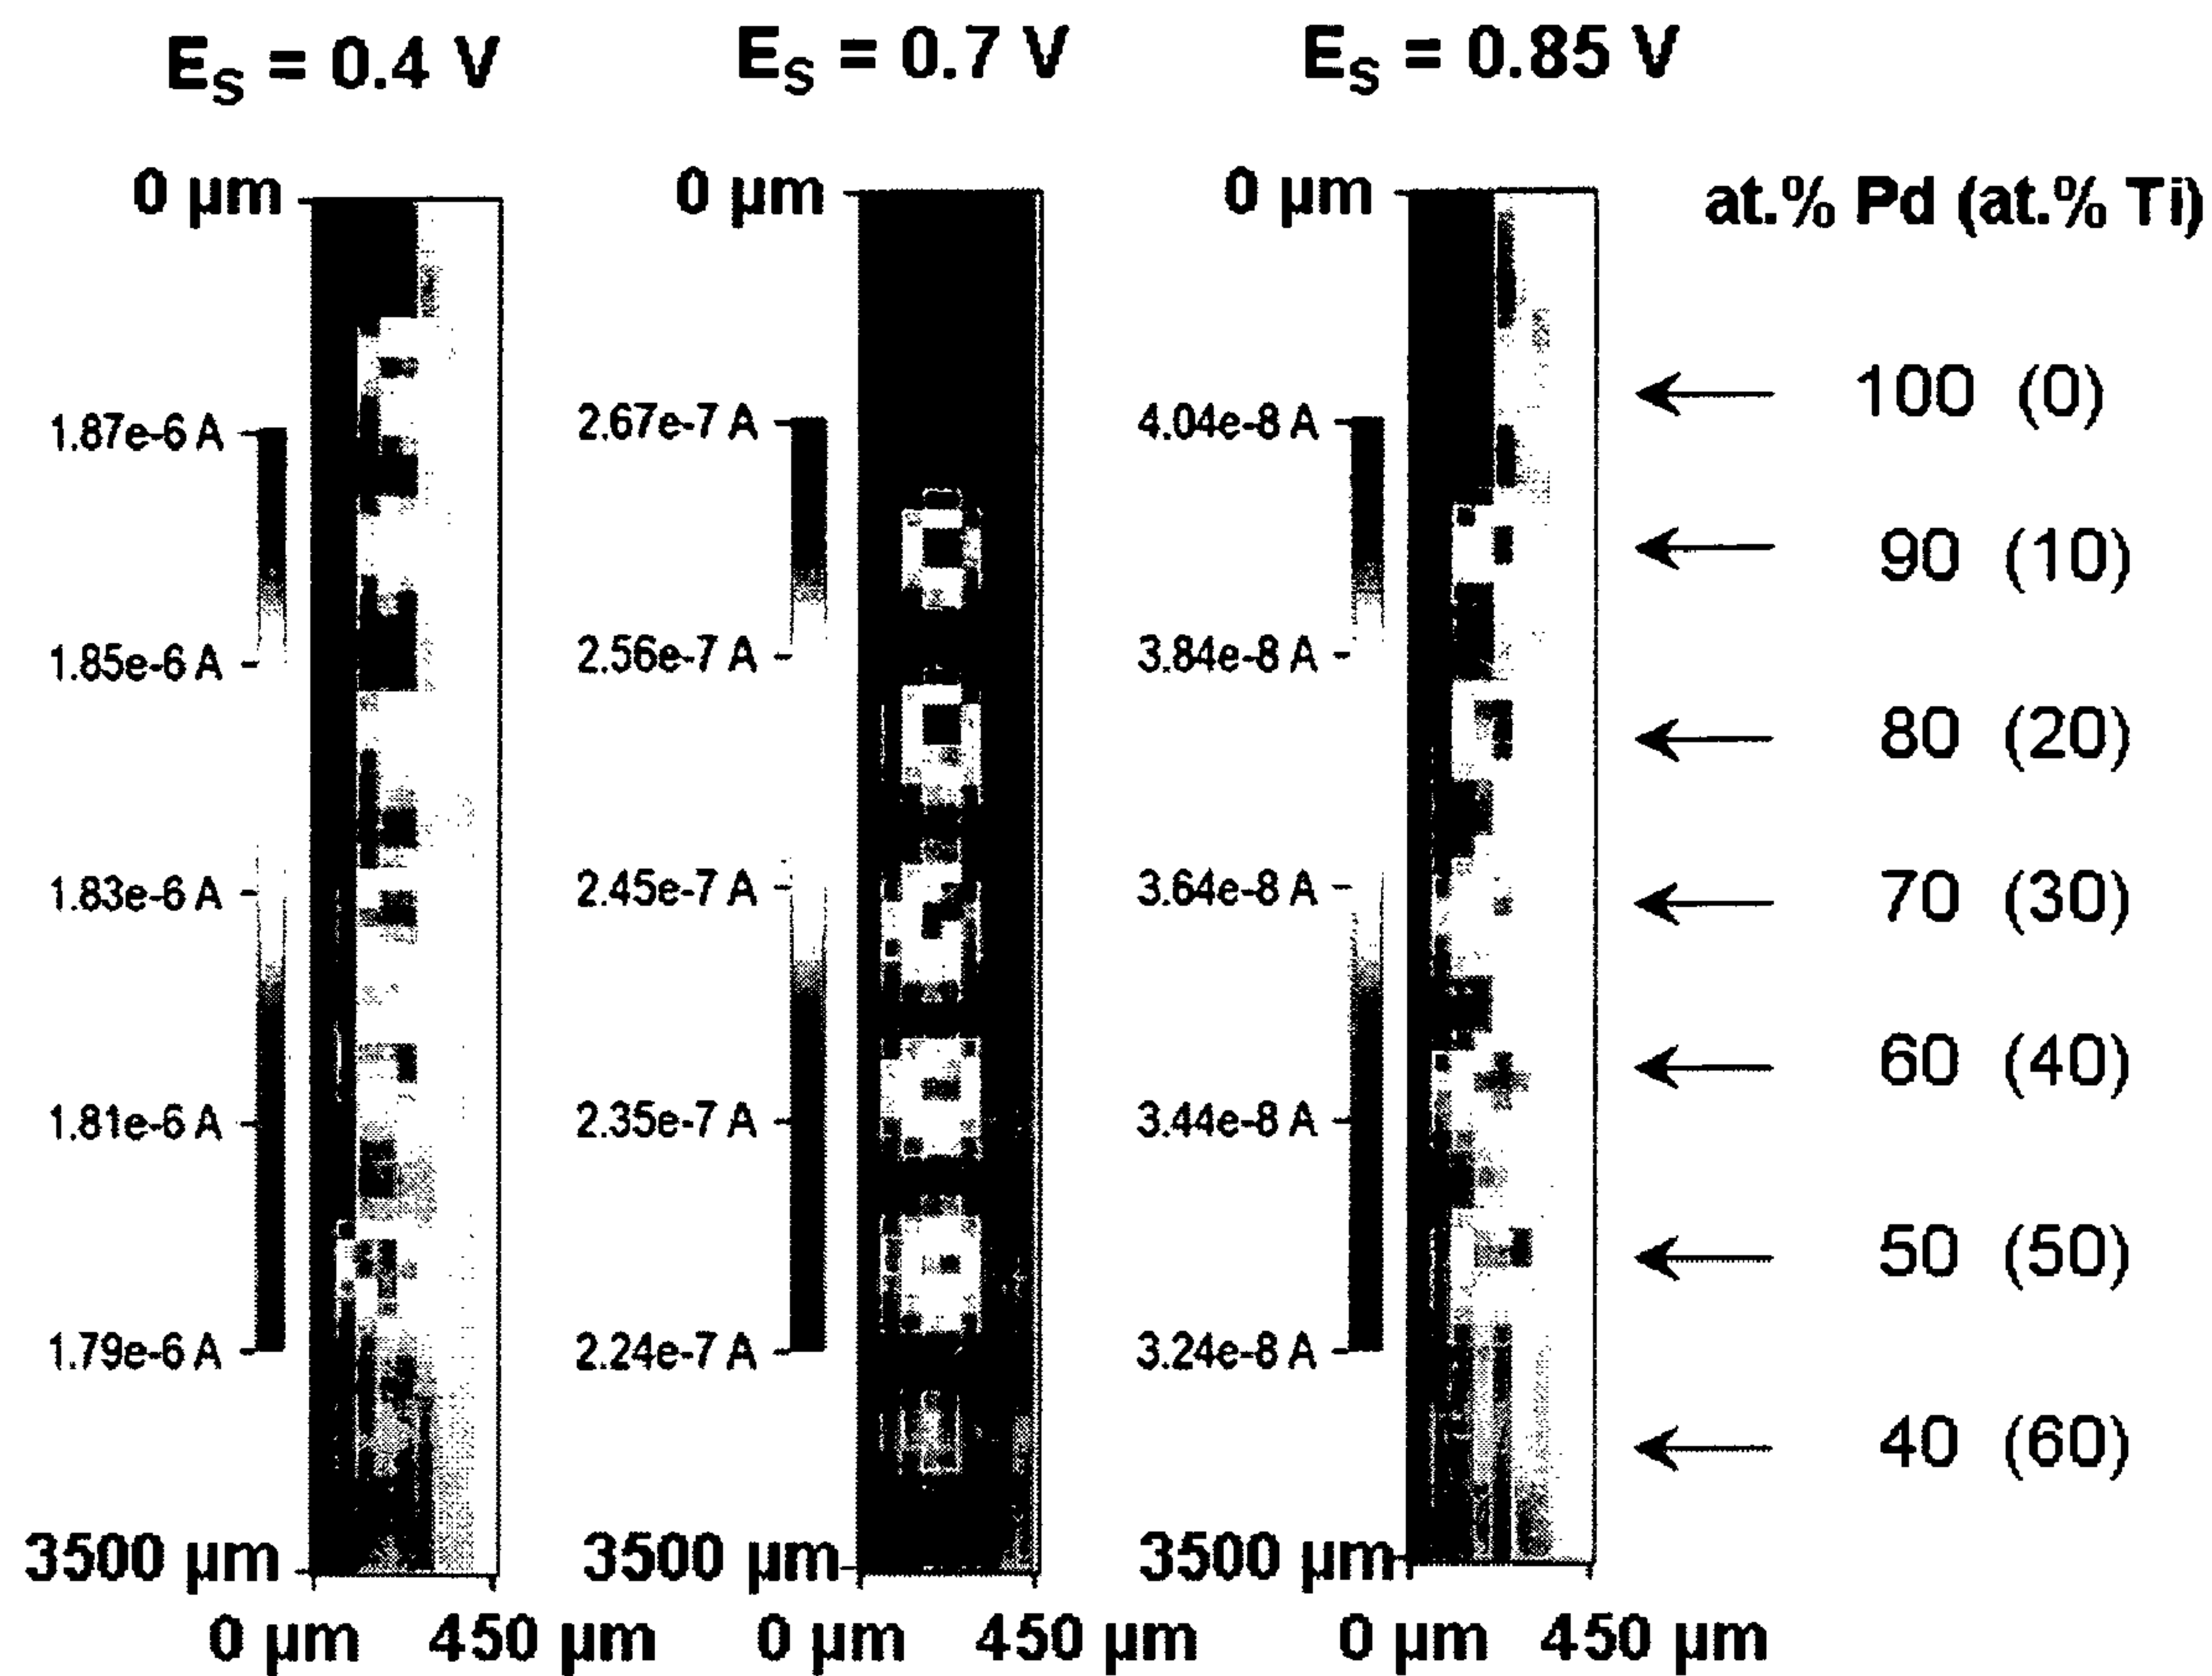 E_S = 0.4 V
E_S = 0.7 V
E_S = 0.85 V
0 µm
0 µm
0 µm
at.% Pd (at.% Ti)
1.87e-6 A
1.85e-6 A
1.83e-6 A
1.81e-6 A
1.79e-6 A
2.67e-7 A
2.56e-7 A
2.45e-7 A
2.35e-7 A
2.24e-7 A
4.04e-8 A
3.84e-8 A
3.64e-8 A
3.44e-8 A
3.24e-8 A
100 (0)
90 (10)
80 (20)
70 (30)
60 (40)
50 (50)
40 (60)
3500 µm
3500 µm
3500 µm
0 µm 450 µm
0 µm 450 µm
0 µm 450 µm